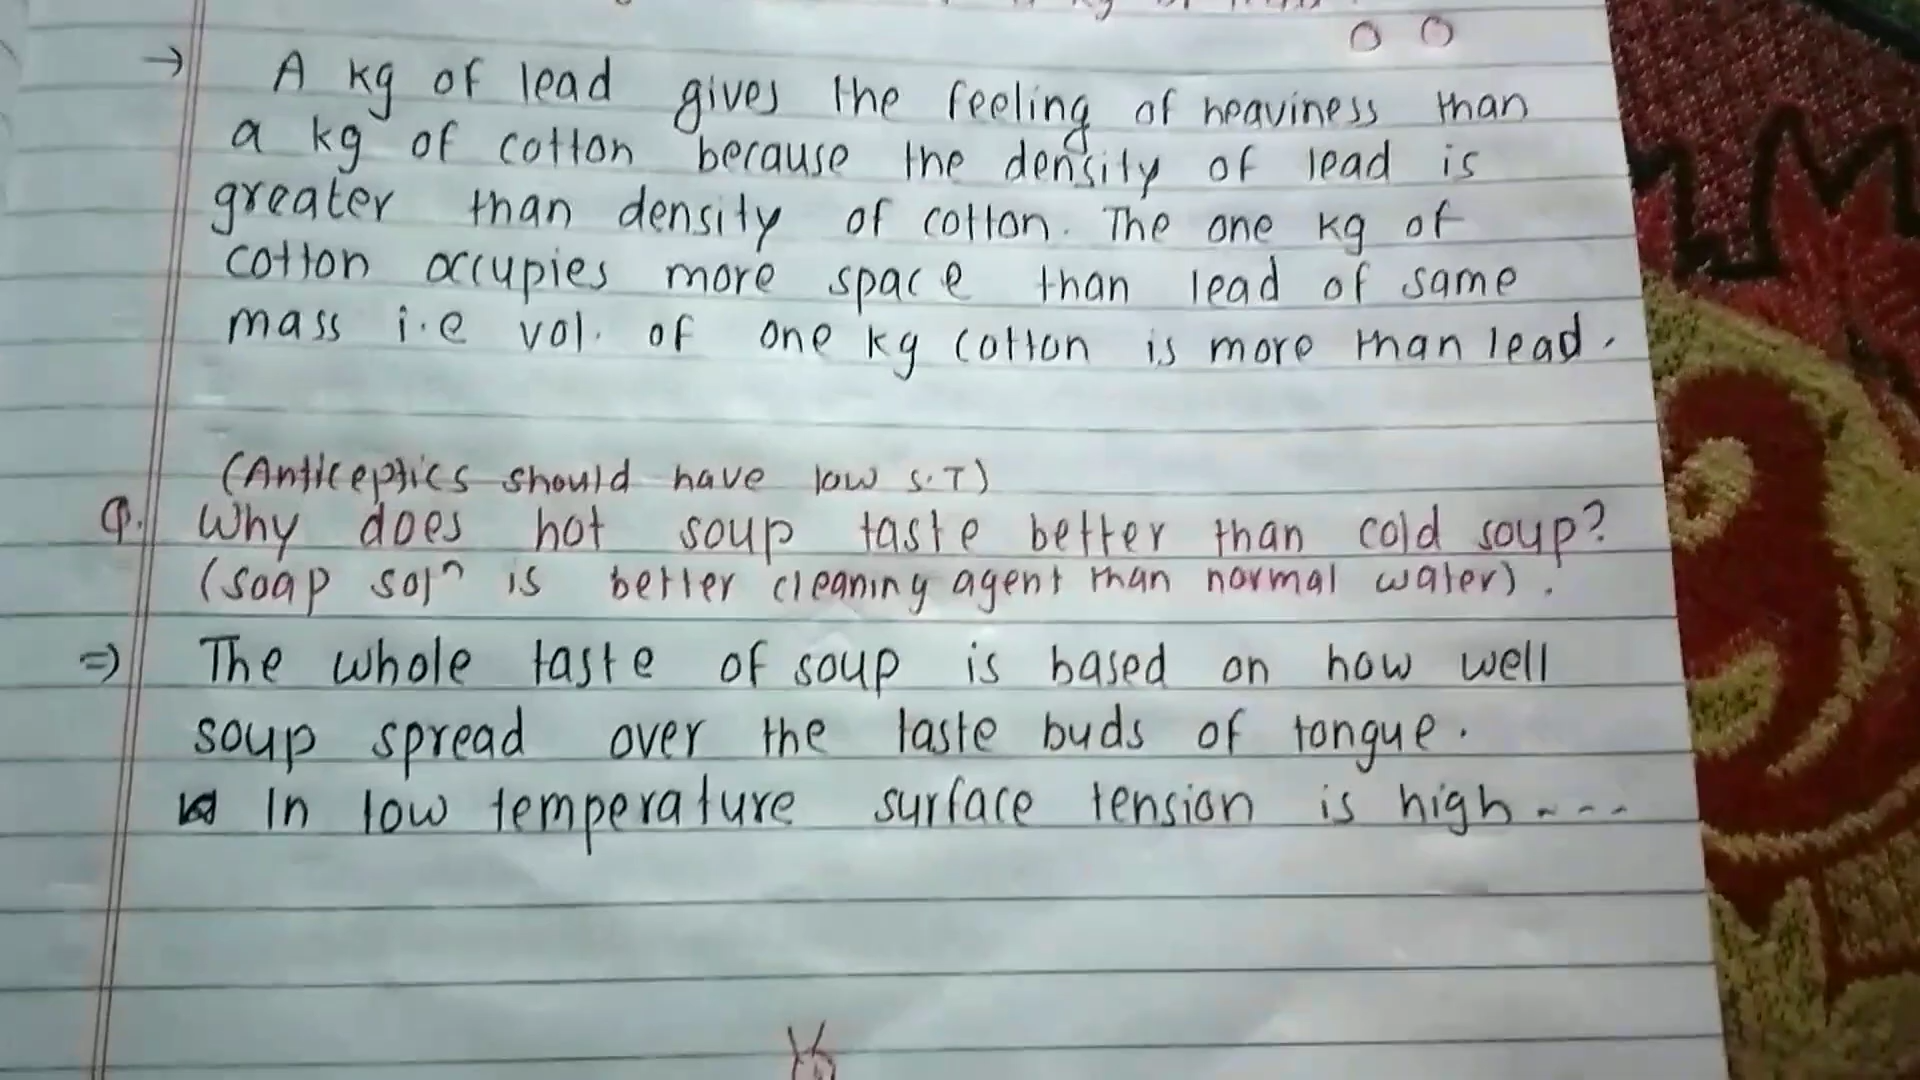 → A kg of lead gives the feeling of heaviness than
a kg of cotton because the density of lead is
greater than density of cotton. The one kg of
cotton occupies more space than lead of same
mass i.e vol. of one kg cotton is more than lead.
(Anticeptics should have low S.T)
Q. Why does hot soup taste better than cold soup?
(soap solⁿ is better cleaning agent than normal water).
⇒ The whole taste of soup is based on how well
soup spread over the taste buds of tongue.
In low temperature surface tension is high ----